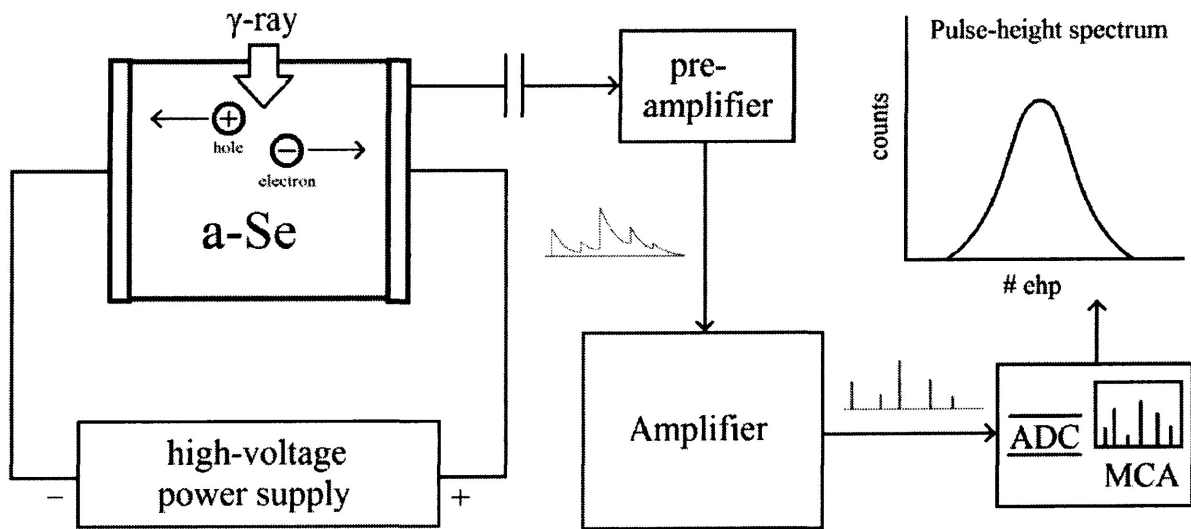 γ-ray
+
hole
−
electron
a-Se
high-voltage
power supply
−
+
pre-
amplifier
Amplifier
ADC
MCA
Pulse-height spectrum
counts
# ehp